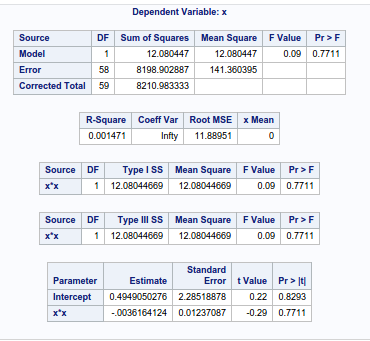 Dependent Variable: x
Source DF Sum of Squares Mean Square F Value Pr > F
Model 1 12.080447 12.080447 0.09 0.7711
Error 58 8198.902887 141.360395
Corrected Total 59 8210.983333
R-Square Coeff Var Root MSE x Mean
0.001471 Infty 11.88951 0
Source DF Type I SS Mean Square F Value Pr > F
x*x 1 12.08044669 12.08044669 0.09 0.7711
Source DF Type III SS Mean Square F Value Pr > F
x*x 1 12.08044669 12.08044669 0.09 0.7711
Parameter Estimate Standard Error t Value Pr > |t|
Intercept 0.4949050276 2.28518878 0.22 0.8293
x*x -.0036164124 0.01237087 -0.29 0.7711